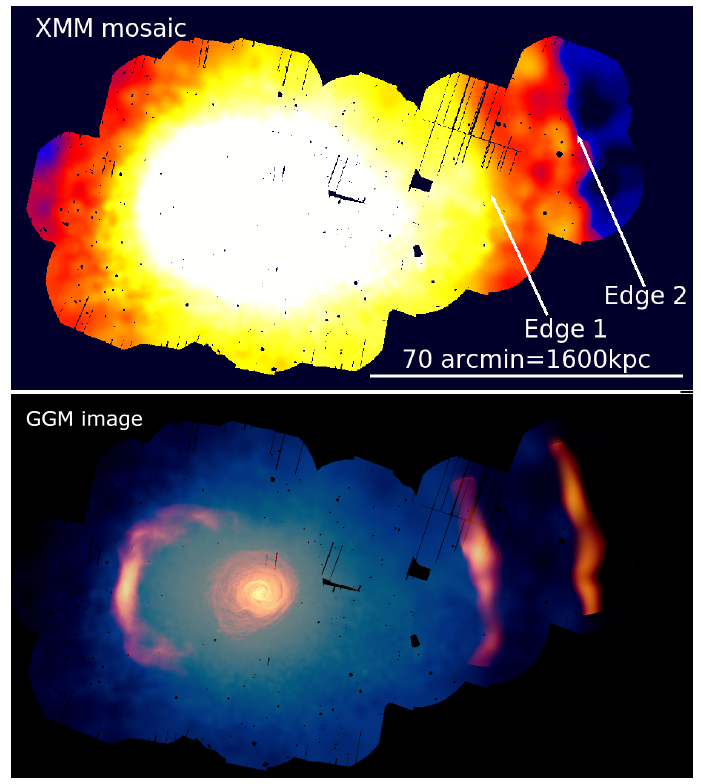 XMM mosaic
Edge 2
Edge 1
70 arcmin=1600kpc
GGM image